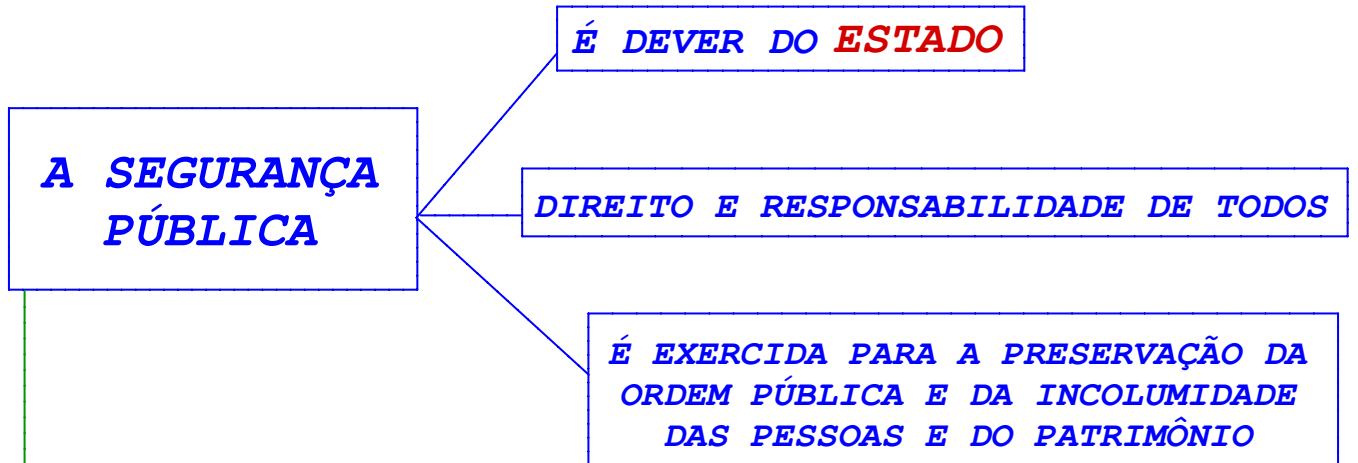 É DEVER DO ESTADO
A SEGURANÇA
PÚBLICA
DIREITO E RESPONSABILIDADE DE TODOS
É EXERCIDA PARA A PRESERVAÇÃO DA
ORDEM PÚBLICA E DA INCOLUMIDADE
DAS PESSOAS E DO PATRIMÔNIO